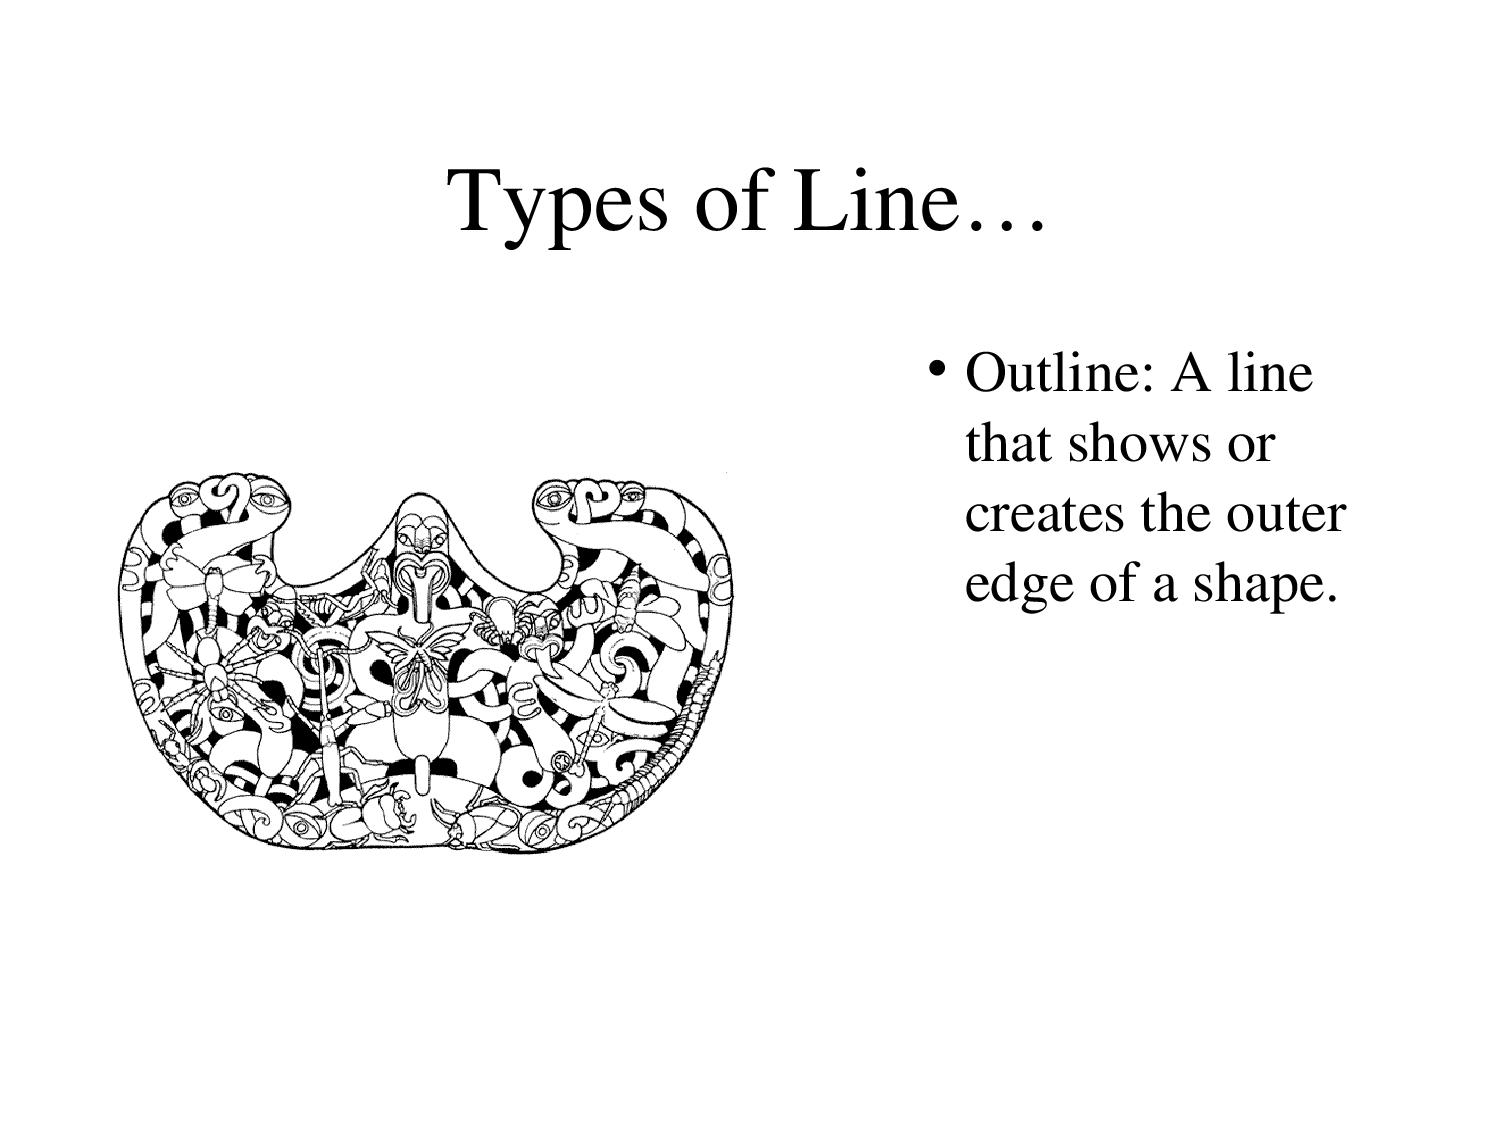 Types of Line…
• Outline: A line
that shows or
creates the outer
edge of a shape.